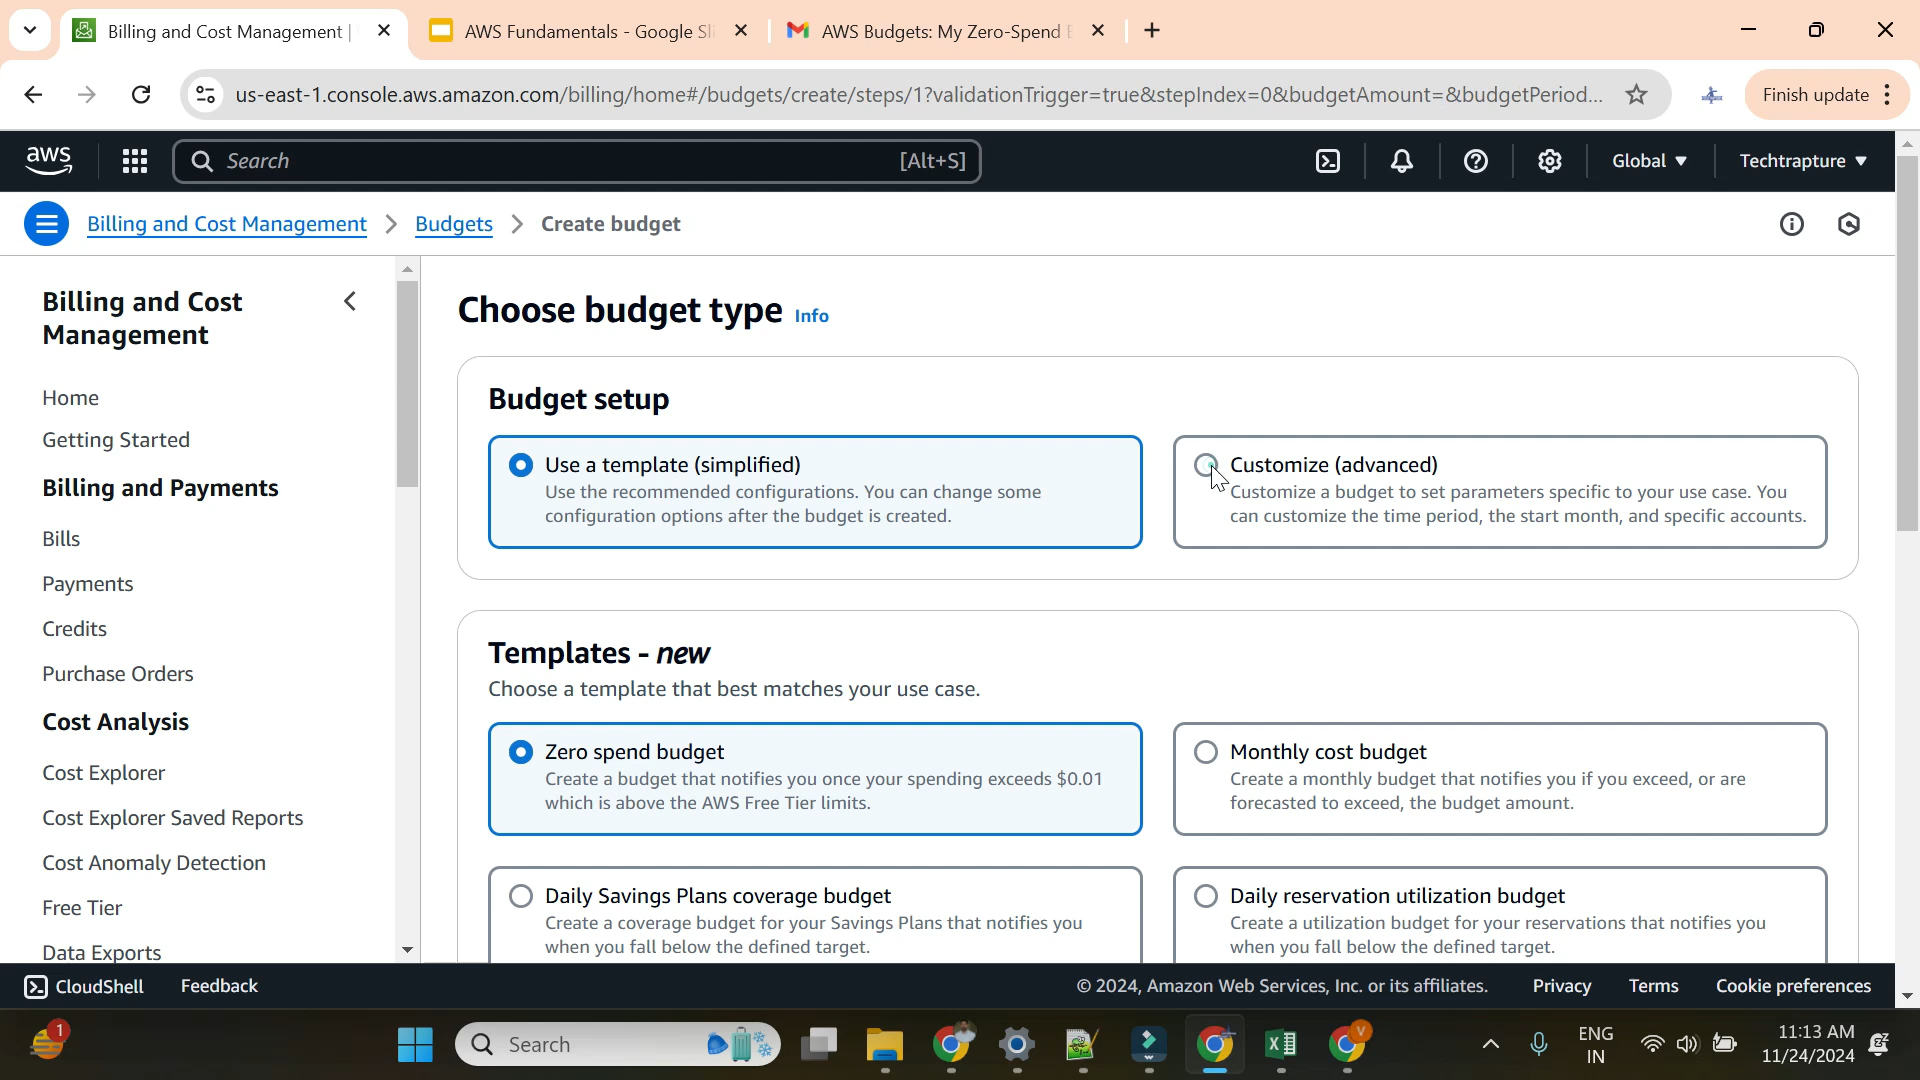 Billing and Cost Management |
AWS Fundamentals - Google Sli
AWS Budgets: My Zero-Spend B
us-east-1.console.aws.amazon.com/billing/home#/budgets/create/steps/1?validationTrigger=true&stepIndex=0&budgetAmount=&budgetPeriod...
Finish update
aws
Search
[Alt+S]
Global
Techtrapture
Billing and Cost Management
Budgets
Create budget
Billing and Cost
Management
Home
Getting Started
Billing and Payments
Bills
Payments
Credits
Purchase Orders
Cost Analysis
Cost Explorer
Cost Explorer Saved Reports
Cost Anomaly Detection
Free Tier
Data Exports
Choose budget type Info
Budget setup
Use a template (simplified)
Use the recommended configurations. You can change some
configuration options after the budget is created.
Customize (advanced)
Customize a budget to set parameters specific to your use case. You
can customize the time period, the start month, and specific accounts.
Templates - new
Choose a template that best matches your use case.
Zero spend budget
Create a budget that notifies you once your spending exceeds $0.01
which is above the AWS Free Tier limits.
Monthly cost budget
Create a monthly budget that notifies you if you exceed, or are
forecasted to exceed, the budget amount.
Daily Savings Plans coverage budget
Create a coverage budget for your Savings Plans that notifies you
when you fall below the defined target.
Daily reservation utilization budget
Create a utilization budget for your reservations that notifies you
when you fall below the defined target.
CloudShell
Feedback
© 2024, Amazon Web Services, Inc. or its affiliates.
Privacy
Terms
Cookie preferences
1
Search
V
ENG
IN
11:13 AM
11/24/2024